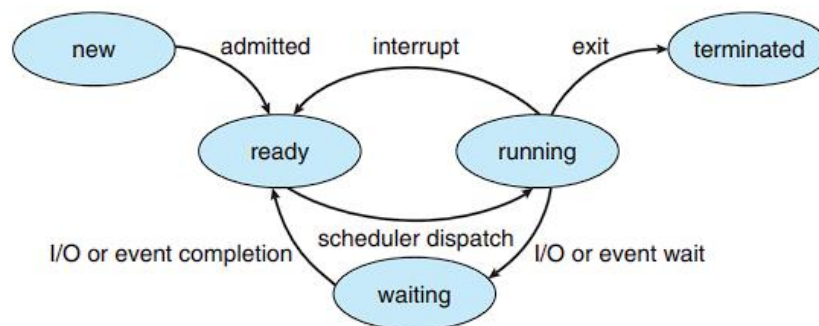 new
admitted
interrupt
exit
terminated
ready
running
I/O or event completion
scheduler dispatch
I/O or event wait
waiting